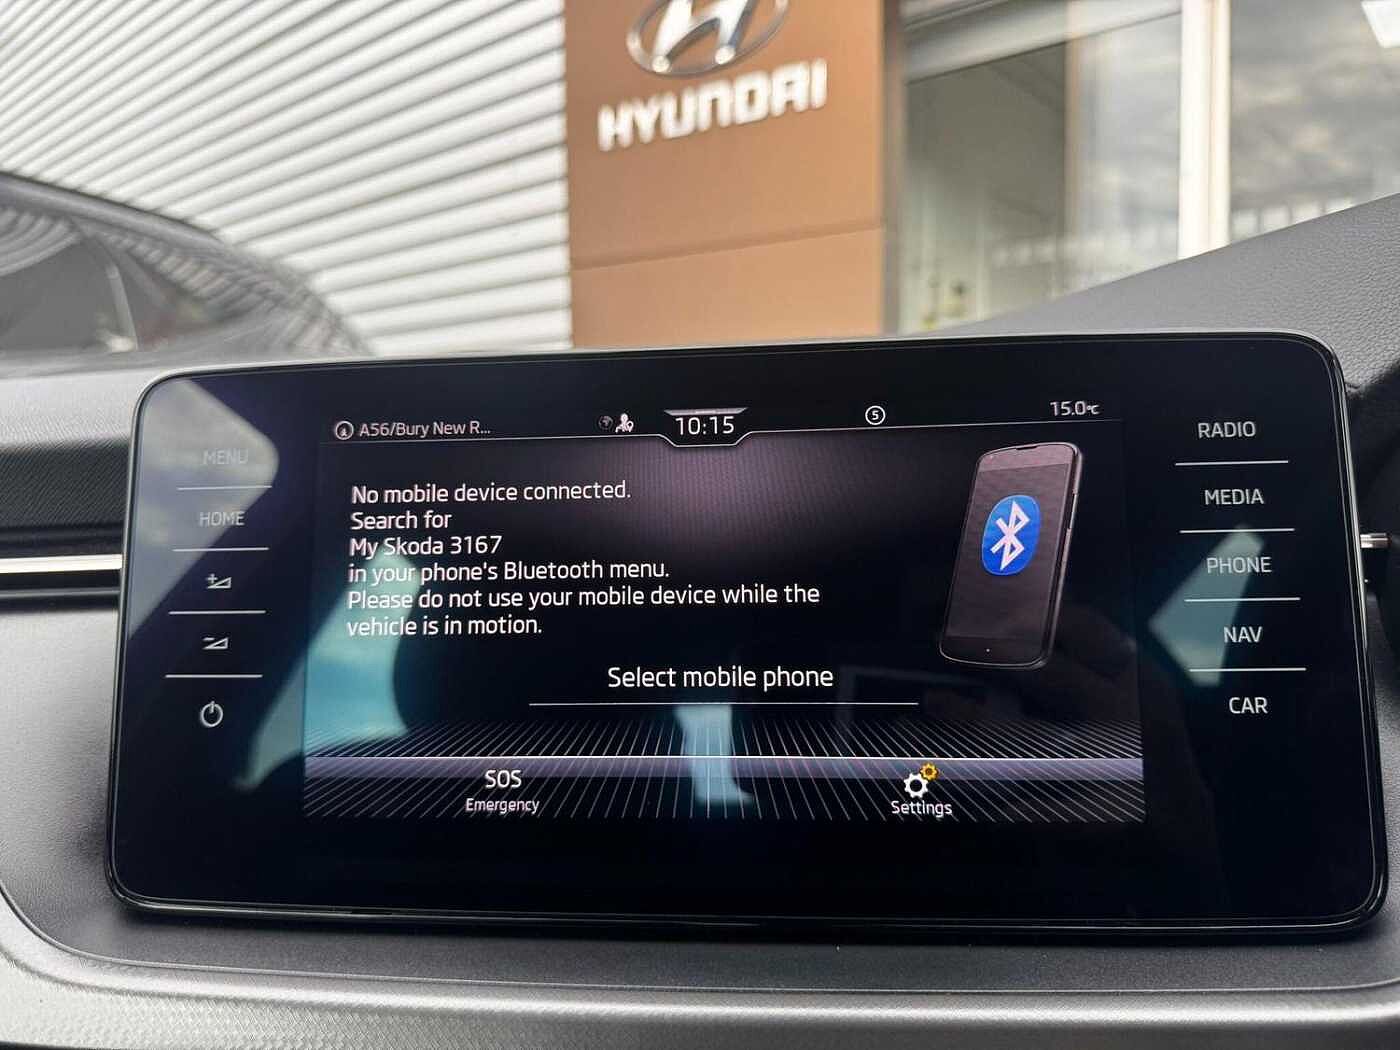 HYUNDAI
A56/Bury New R...
10:15
5
15.0°C
MENU
HOME
RADIO
MEDIA
PHONE
NAV
CAR
No mobile device connected.
Search for
My Skoda 3167
in your phone's Bluetooth menu.
Please do not use your mobile device while the
vehicle is in motion.
Select mobile phone
SOS
Emergency
Settings